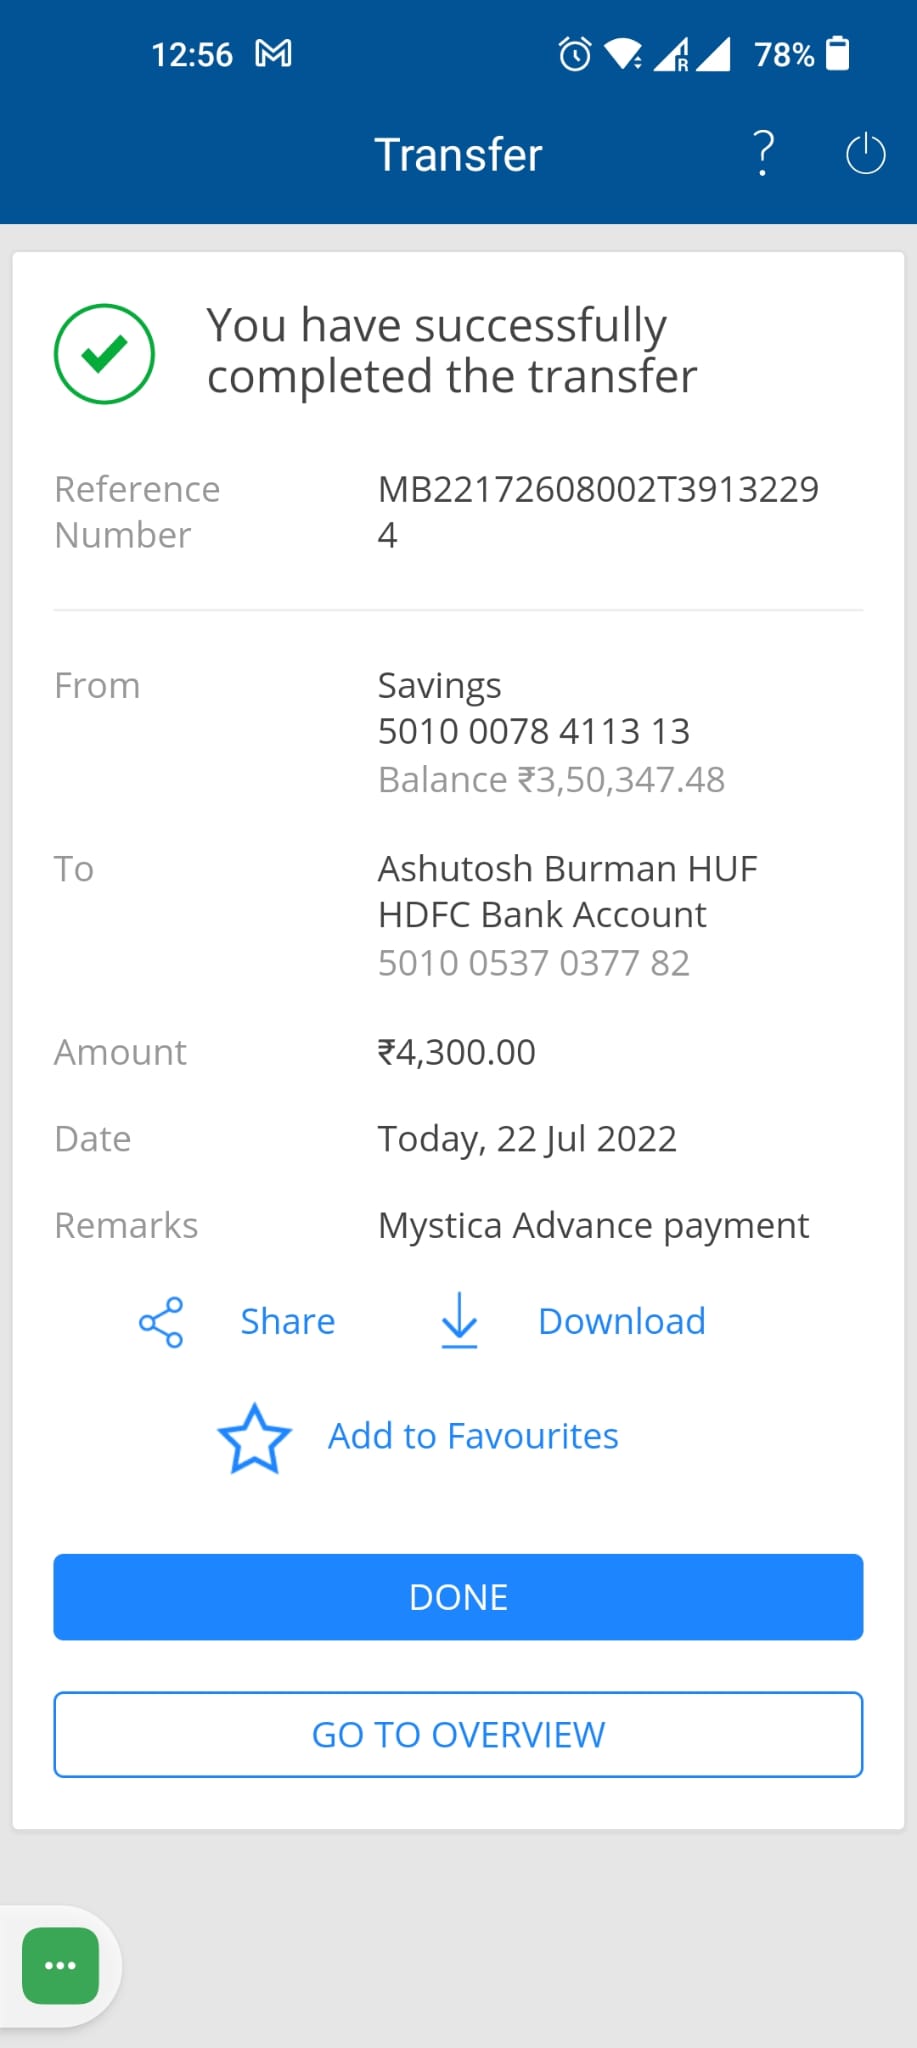 12:56
78%
Transfer
?
You have successfully
completed the transfer
Reference
Number
MB22172608002T3913229
4
From
Savings
5010 0078 4113 13
Balance ₹3,50,347.48
To
Ashutosh Burman HUF
HDFC Bank Account
5010 0537 0377 82
Amount
₹4,300.00
Date
Today, 22 Jul 2022
Remarks
Mystica Advance payment
Share
Download
Add to Favourites
DONE
GO TO OVERVIEW